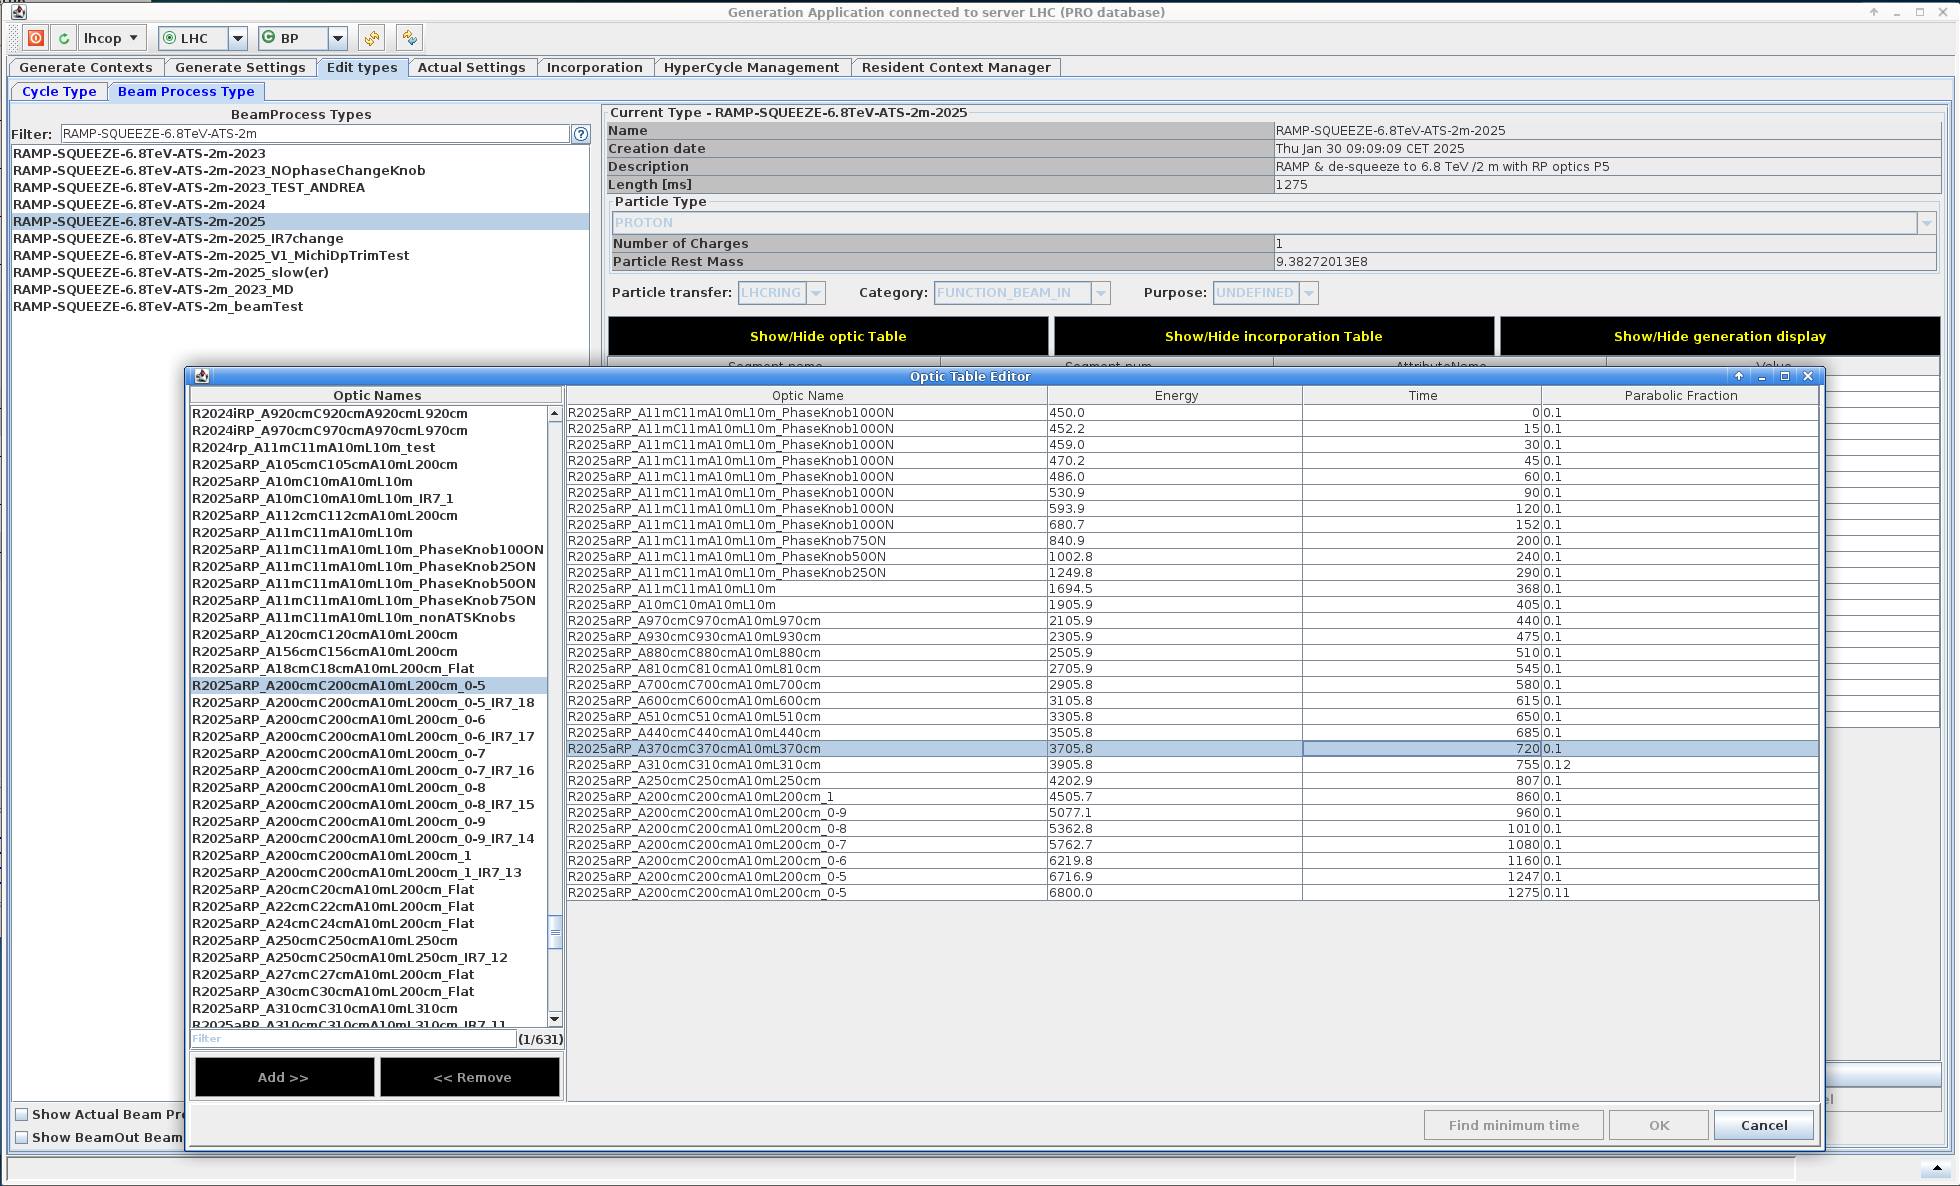 Generation Application connected to server LHC (PRO database)
lhcop LHC BP
Generate Contexts Generate Settings Edit types Actual Settings Incorporation HyperCycle Management Resident Context Manager
Cycle Type Beam Process Type
BeamProcess Types
Filter: RAMP-SQUEEZE-6.8TeV-ATS-2m
RAMP-SQUEEZE-6.8TeV-ATS-2m-2023
RAMP-SQUEEZE-6.8TeV-ATS-2m-2023_NOphaseChangeKnob
RAMP-SQUEEZE-6.8TeV-ATS-2m-2023_TEST_ANDREA
RAMP-SQUEEZE-6.8TeV-ATS-2m-2024
RAMP-SQUEEZE-6.8TeV-ATS-2m-2025
RAMP-SQUEEZE-6.8TeV-ATS-2m-2025_IR7change
RAMP-SQUEEZE-6.8TeV-ATS-2m-2025_V1_MichiDpTrimTest
RAMP-SQUEEZE-6.8TeV-ATS-2m-2025_slow(er)
RAMP-SQUEEZE-6.8TeV-ATS-2m_2023_MD
RAMP-SQUEEZE-6.8TeV-ATS-2m_beamTest
Show Actual Beam Pr
Show BeamOut Beam
Current Type - RAMP-SQUEEZE-6.8TeV-ATS-2m-2025
Name RAMP-SQUEEZE-6.8TeV-ATS-2m-2025
Creation date Thu Jan 30 09:09:09 CET 2025
Description RAMP & de-squeeze to 6.8 TeV /2 m with RP optics P5
Length [ms] 1275
Particle Type
PROTON
Number of Charges 1
Particle Rest Mass 9.38272013E8
Particle transfer: LHCRING Category: FUNCTION_BEAM_IN Purpose: UNDEFINED
Show/Hide optic Table Show/Hide incorporation Table Show/Hide generation display
Segment name Segment num AttributeName Value
Optic Table Editor
Optic Names
R2024iRP_A920cmC920cmA920cmL920cm
R2024iRP_A970cmC970cmA970cmL970cm
R2024rp_A11mC11mA10mL10m_test
R2025aRP_A105cmC105cmA10mL200cm
R2025aRP_A10mC10mA10mL10m
R2025aRP_A10mC10mA10mL10m_IR7_1
R2025aRP_A112cmC112cmA10mL200cm
R2025aRP_A11mC11mA10mL10m
R2025aRP_A11mC11mA10mL10m_PhaseKnob100ON
R2025aRP_A11mC11mA10mL10m_PhaseKnob25ON
R2025aRP_A11mC11mA10mL10m_PhaseKnob50ON
R2025aRP_A11mC11mA10mL10m_PhaseKnob75ON
R2025aRP_A11mC11mA10mL10m_nonATSKnobs
R2025aRP_A120cmC120cmA10mL200cm
R2025aRP_A156cmC156cmA10mL200cm
R2025aRP_A18cmC18cmA10mL200cm_Flat
R2025aRP_A200cmC200cmA10mL200cm_0-5
R2025aRP_A200cmC200cmA10mL200cm_0-5_IR7_18
R2025aRP_A200cmC200cmA10mL200cm_0-6
R2025aRP_A200cmC200cmA10mL200cm_0-6_IR7_17
R2025aRP_A200cmC200cmA10mL200cm_0-7
R2025aRP_A200cmC200cmA10mL200cm_0-7_IR7_16
R2025aRP_A200cmC200cmA10mL200cm_0-8
R2025aRP_A200cmC200cmA10mL200cm_0-8_IR7_15
R2025aRP_A200cmC200cmA10mL200cm_0-9
R2025aRP_A200cmC200cmA10mL200cm_0-9_IR7_14
R2025aRP_A200cmC200cmA10mL200cm_1
R2025aRP_A200cmC200cmA10mL200cm_1_IR7_13
R2025aRP_A20cmC20cmA10mL200cm_Flat
R2025aRP_A22cmC22cmA10mL200cm_Flat
R2025aRP_A24cmC24cmA10mL200cm_Flat
R2025aRP_A250cmC250cmA10mL250cm
R2025aRP_A250cmC250cmA10mL250cm_IR7_12
R2025aRP_A27cmC27cmA10mL200cm_Flat
R2025aRP_A30cmC30cmA10mL200cm_Flat
R2025aRP_A310cmC310cmA10mL310cm
R2025aRP_A310cmC310cmA10mL310cm_IR7_11
Filter (1/631)
Add >> << Remove
Optic Name Energy Time Parabolic Fraction
R2025aRP_A11mC11mA10mL10m_PhaseKnob100ON 450.0 0 0.1
R2025aRP_A11mC11mA10mL10m_PhaseKnob100ON 452.2 15 0.1
R2025aRP_A11mC11mA10mL10m_PhaseKnob100ON 459.0 30 0.1
R2025aRP_A11mC11mA10mL10m_PhaseKnob100ON 470.2 45 0.1
R2025aRP_A11mC11mA10mL10m_PhaseKnob100ON 486.0 60 0.1
R2025aRP_A11mC11mA10mL10m_PhaseKnob100ON 530.9 90 0.1
R2025aRP_A11mC11mA10mL10m_PhaseKnob100ON 593.9 120 0.1
R2025aRP_A11mC11mA10mL10m_PhaseKnob100ON 680.7 152 0.1
R2025aRP_A11mC11mA10mL10m_PhaseKnob75ON 840.9 200 0.1
R2025aRP_A11mC11mA10mL10m_PhaseKnob50ON 1002.8 240 0.1
R2025aRP_A11mC11mA10mL10m_PhaseKnob25ON 1249.8 290 0.1
R2025aRP_A11mC11mA10mL10m 1694.5 368 0.1
R2025aRP_A10mC10mA10mL10m 1905.9 405 0.1
R2025aRP_A970cmC970cmA10mL970cm 2105.9 440 0.1
R2025aRP_A930cmC930cmA10mL930cm 2305.9 475 0.1
R2025aRP_A880cmC880cmA10mL880cm 2505.9 510 0.1
R2025aRP_A810cmC810cmA10mL810cm 2705.9 545 0.1
R2025aRP_A700cmC700cmA10mL700cm 2905.8 580 0.1
R2025aRP_A600cmC600cmA10mL600cm 3105.8 615 0.1
R2025aRP_A510cmC510cmA10mL510cm 3305.8 650 0.1
R2025aRP_A440cmC440cmA10mL440cm 3505.8 685 0.1
R2025aRP_A370cmC370cmA10mL370cm 3705.8 720 0.1
R2025aRP_A310cmC310cmA10mL310cm 3905.8 755 0.12
R2025aRP_A250cmC250cmA10mL250cm 4202.9 807 0.1
R2025aRP_A200cmC200cmA10mL200cm_1 4505.7 860 0.1
R2025aRP_A200cmC200cmA10mL200cm_0-9 5077.1 960 0.1
R2025aRP_A200cmC200cmA10mL200cm_0-8 5362.8 1010 0.1
R2025aRP_A200cmC200cmA10mL200cm_0-7 5762.7 1080 0.1
R2025aRP_A200cmC200cmA10mL200cm_0-6 6219.8 1160 0.1
R2025aRP_A200cmC200cmA10mL200cm_0-5 6716.9 1247 0.1
R2025aRP_A200cmC200cmA10mL200cm_0-5 6800.0 1275 0.11
Find minimum time OK Cancel